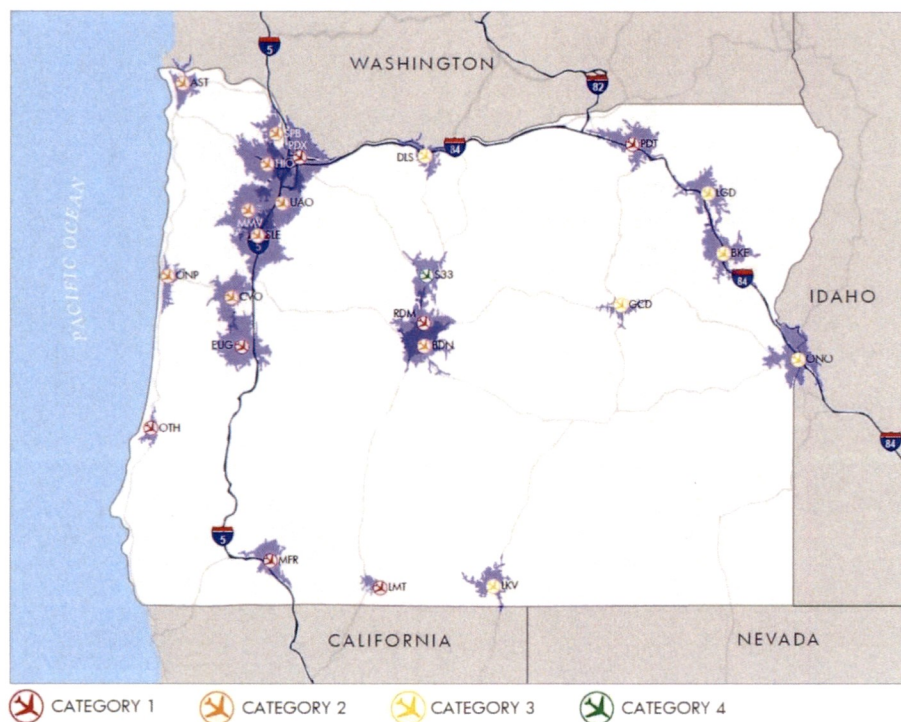 5
WASHINGTON
82
AST
SPB
PDX
HIO
DLS
84
PDT
UAO
MMV
LGD
SLE
5
BKE
84
PACIFIC OCEAN
ONP
CVO
S33
IDAHO
RDM
GCD
EUG
BDN
ONO
OTH
84
5
MFR
LMT
LKV
CALIFORNIA
NEVADA
CATEGORY 1
CATEGORY 2
CATEGORY 3
CATEGORY 4